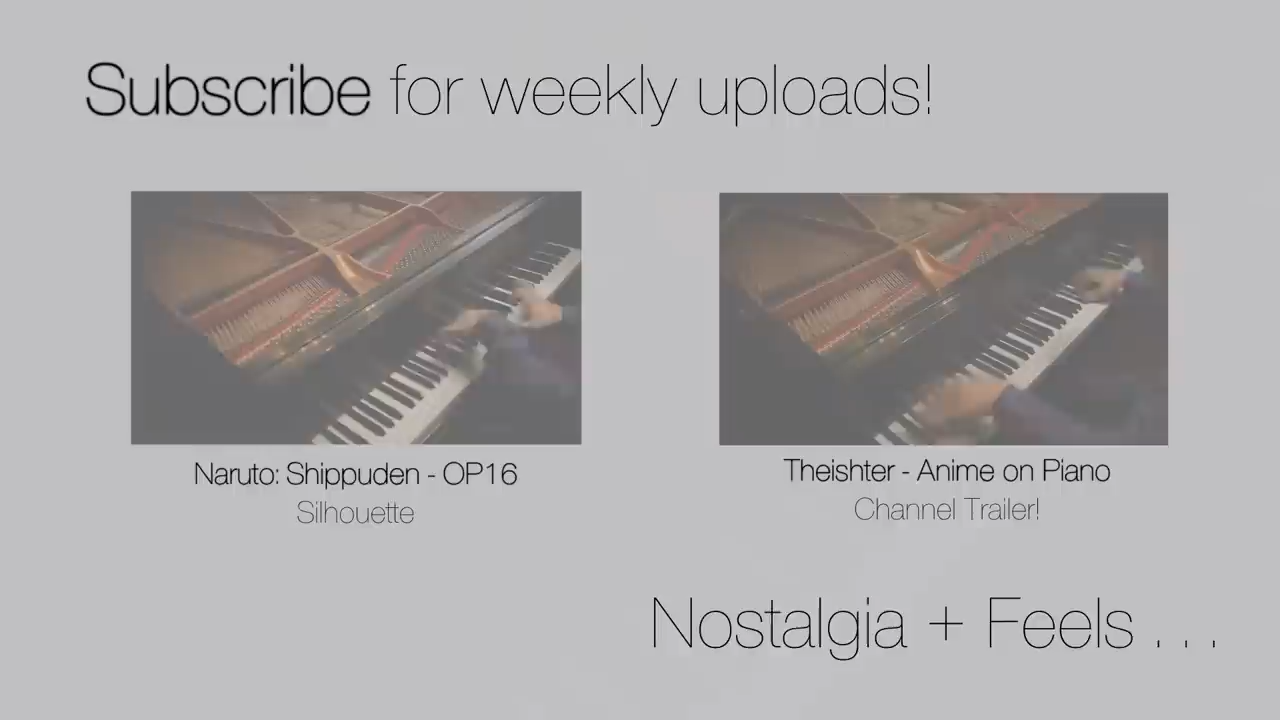 Subscribe for weekly uploads!
Naruto: Shippuden - OP16
Silhouette
Theishter - Anime on Piano
Channel Trailer!
Nostalgia + Feels . . .